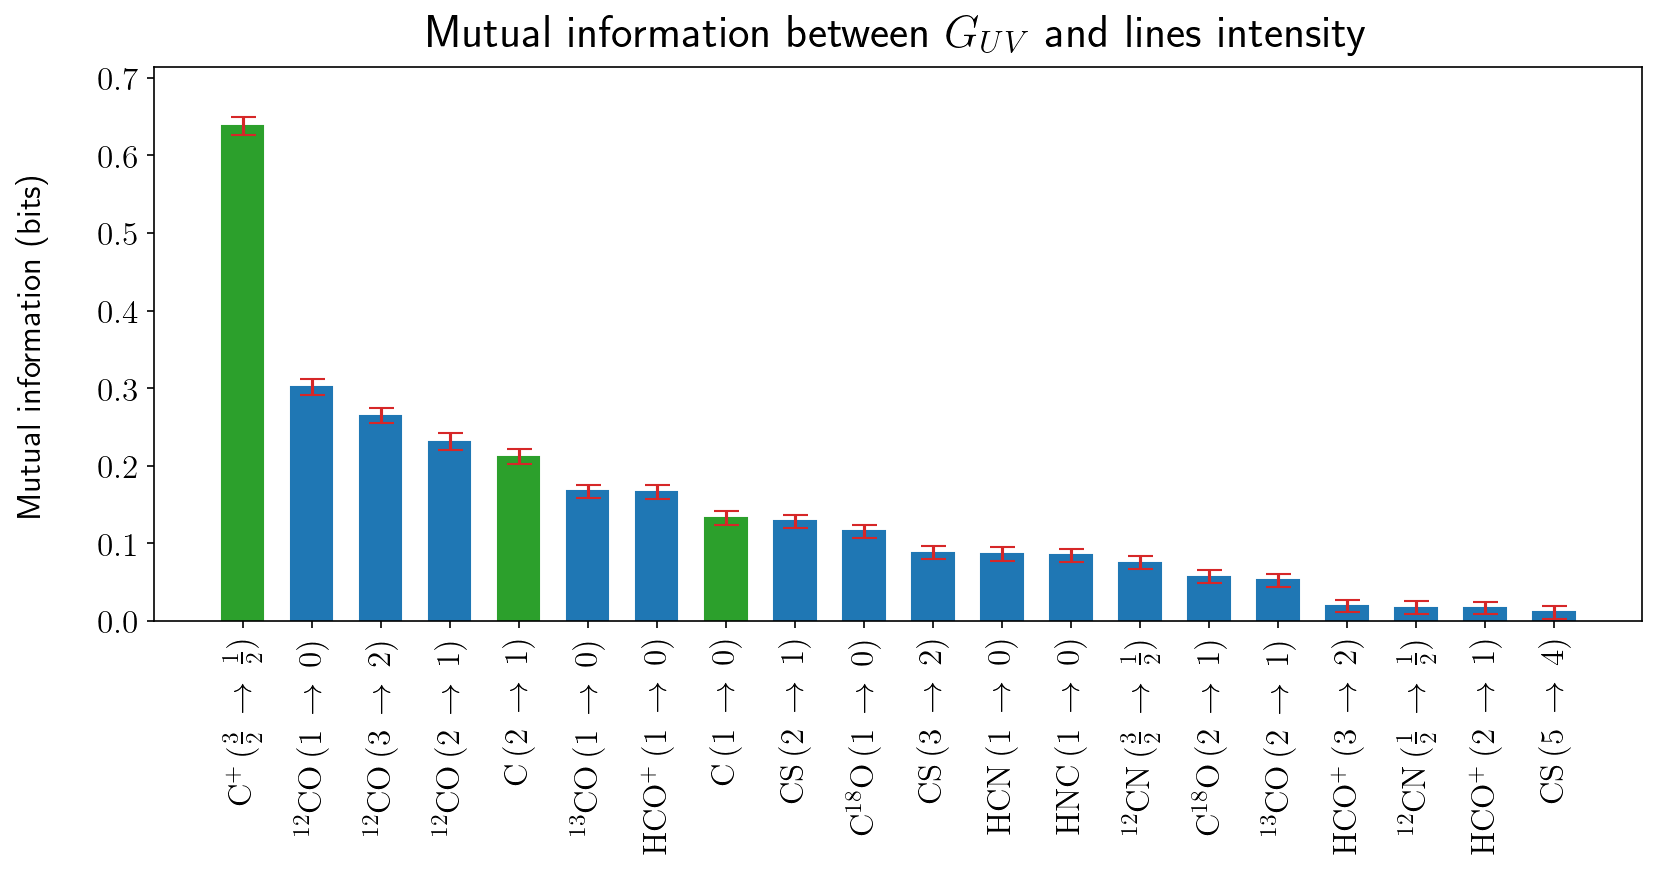 Mutual information between G_{UV} and lines intensity
Mutual information (bits)
0.7
0.6
0.5
0.4
0.3
0.2
0.1
0.0
C⁺ (3/2 → 1/2)
¹²CO (1 → 0)
¹²CO (3 → 2)
¹²CO (2 → 1)
C (2 → 1)
¹³CO (1 → 0)
HCO⁺ (1 → 0)
C (1 → 0)
CS (2 → 1)
C¹⁸O (1 → 0)
CS (3 → 2)
HCN (1 → 0)
HNC (1 → 0)
¹²CN (3/2 → 1/2)
C¹⁸O (2 → 1)
¹³CO (2 → 1)
HCO⁺ (3 → 2)
¹²CN (1/2 → 1/2)
HCO⁺ (2 → 1)
CS (5 → 4)